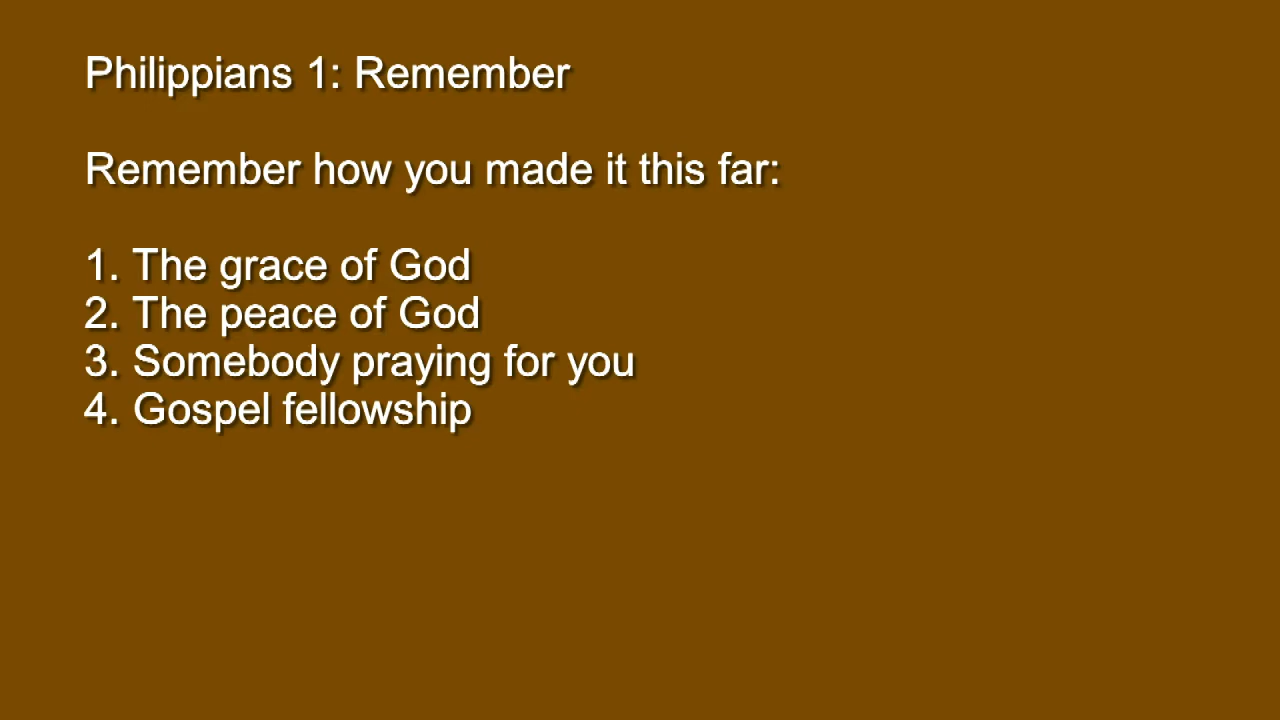 Philippians 1: Remember
Remember how you made it this far:
1. The grace of God
2. The peace of God
3. Somebody praying for you
4. Gospel fellowship